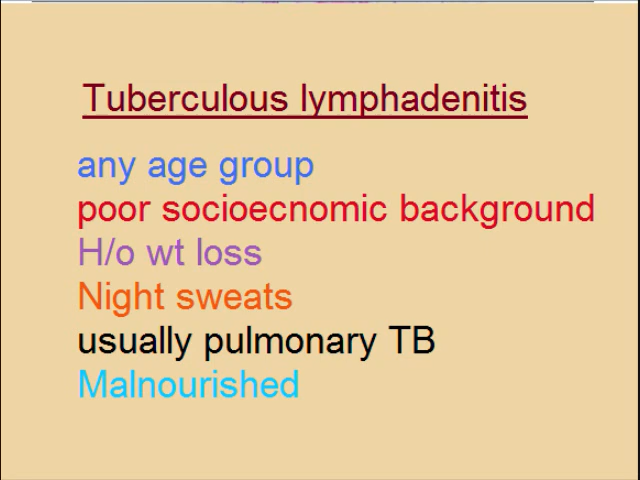 Tuberculous lymphadenitis
any age group
poor socioecnomic background
H/o wt loss
Night sweats
usually pulmonary TB
Malnourished